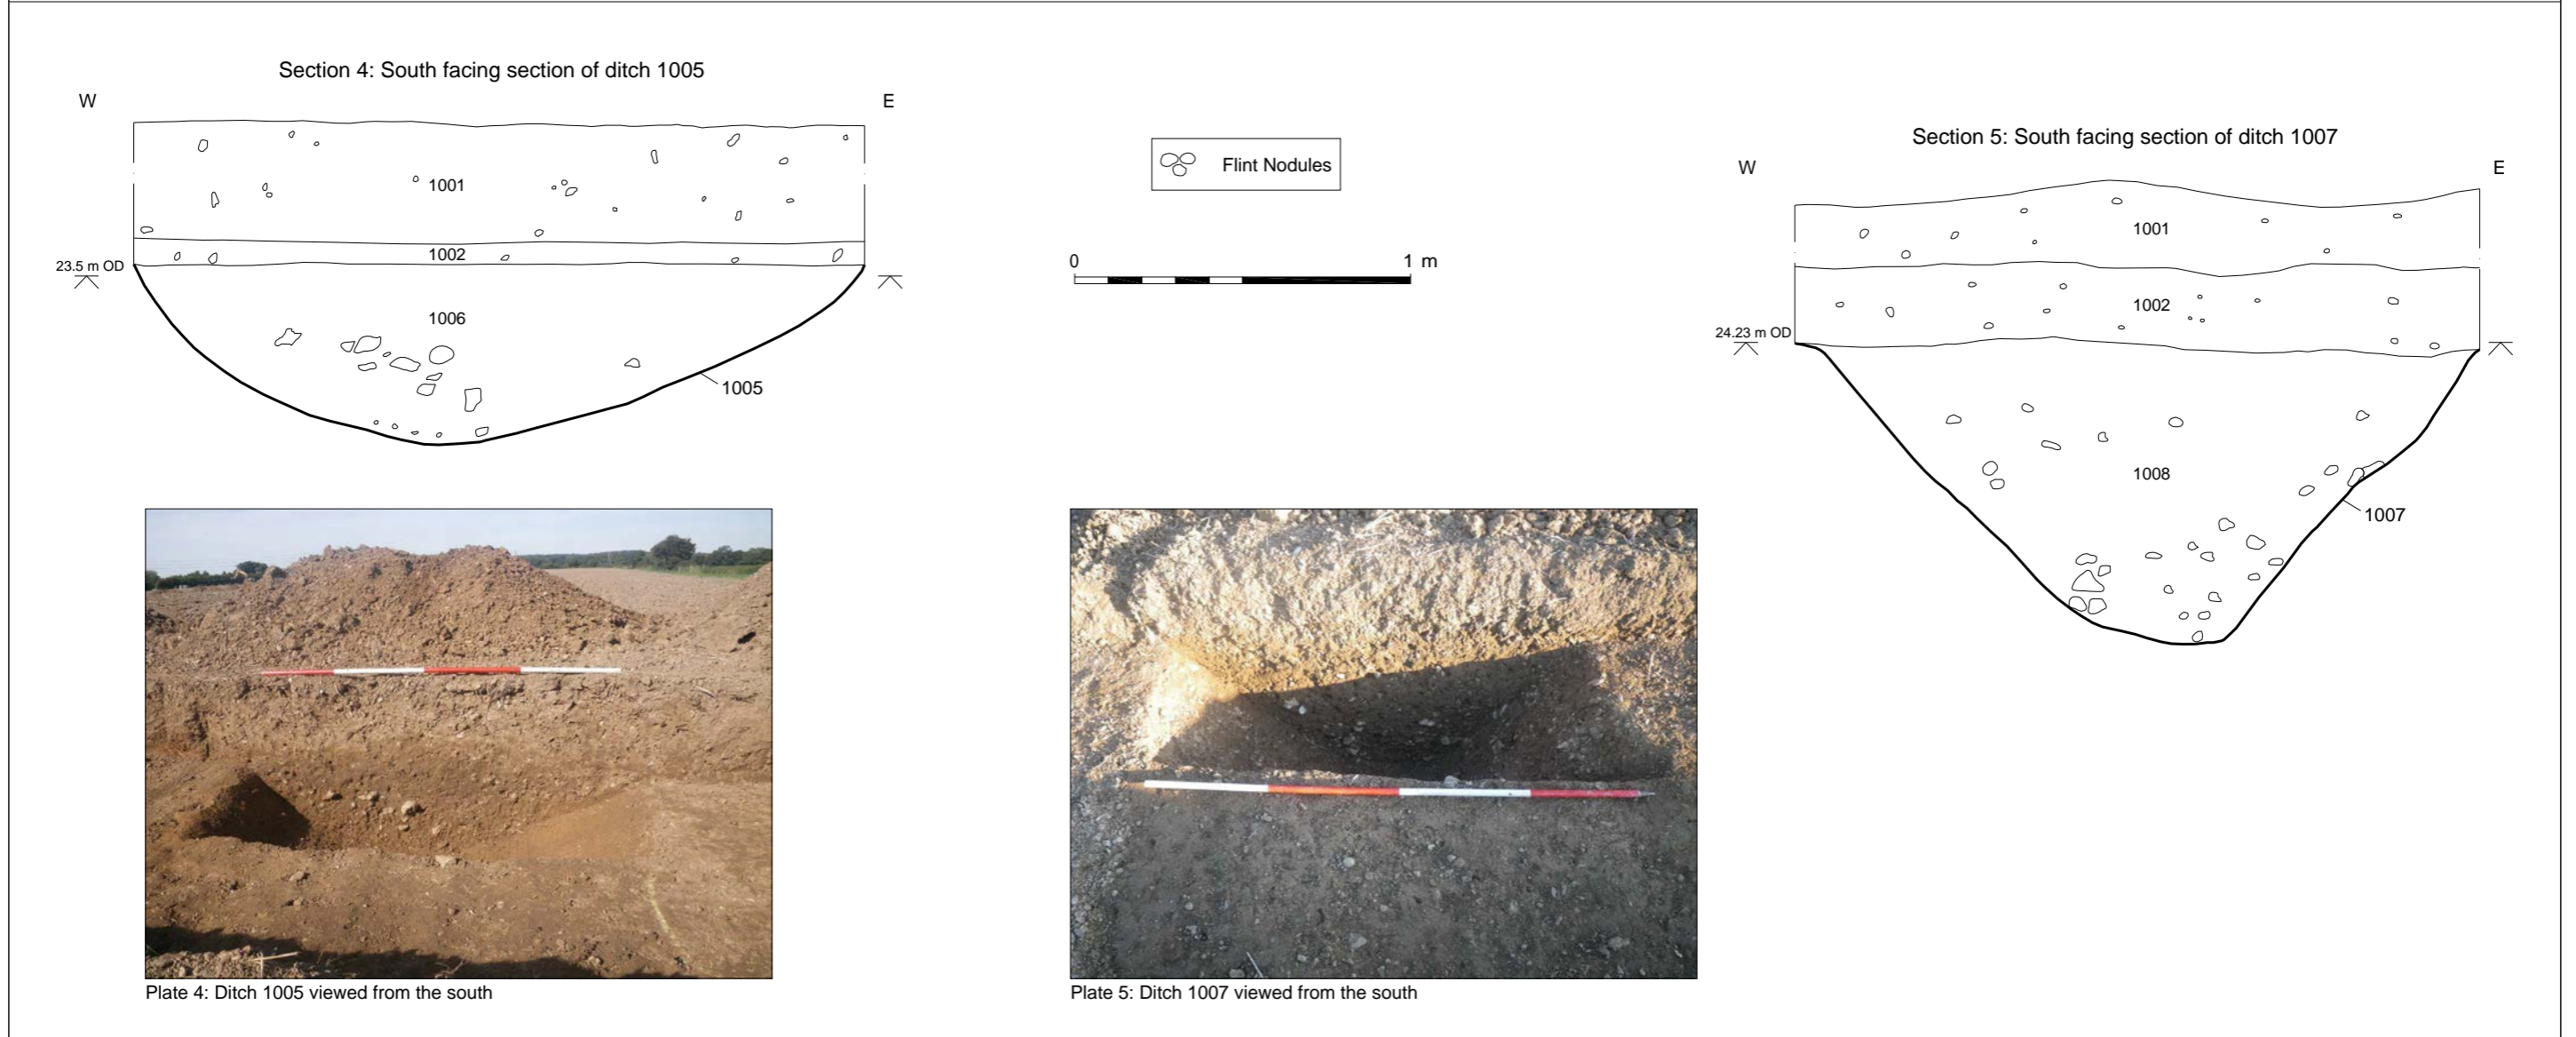 Section 4: South facing section of ditch 1005
W
E
1001
1002
23.5 m OD
1006
1005
Flint Nodules
0
1 m
Section 5: South facing section of ditch 1007
W
E
1001
1002
24.23 m OD
1008
1007
Plate 4: Ditch 1005 viewed from the south
Plate 5: Ditch 1007 viewed from the south